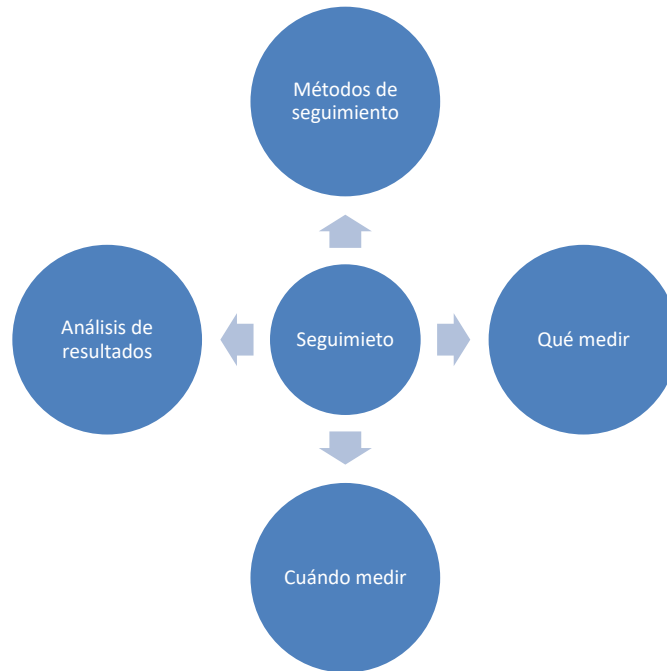 Métodos de
seguimiento
Análisis de
resultados
Seguimieto
Qué medir
Cuándo medir